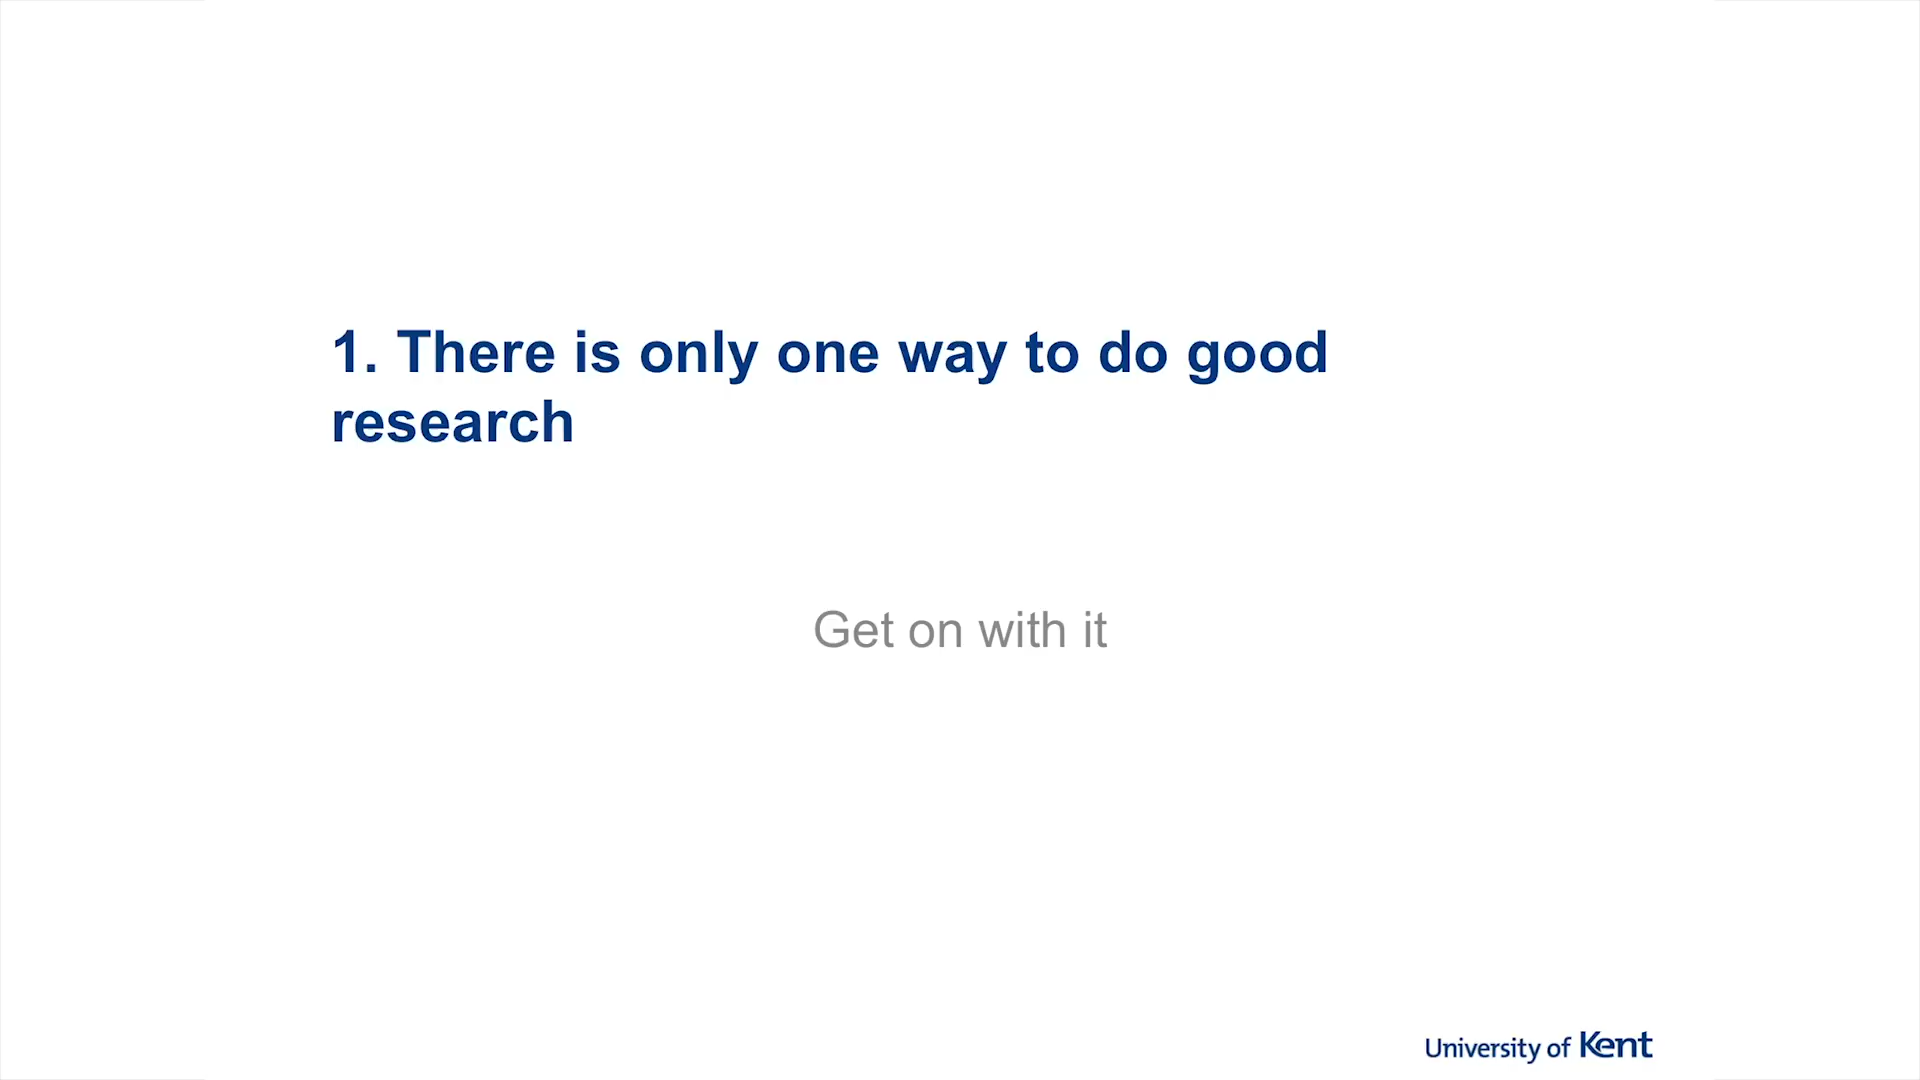 1. There is only one way to do good
research
Get on with it
University of Kent